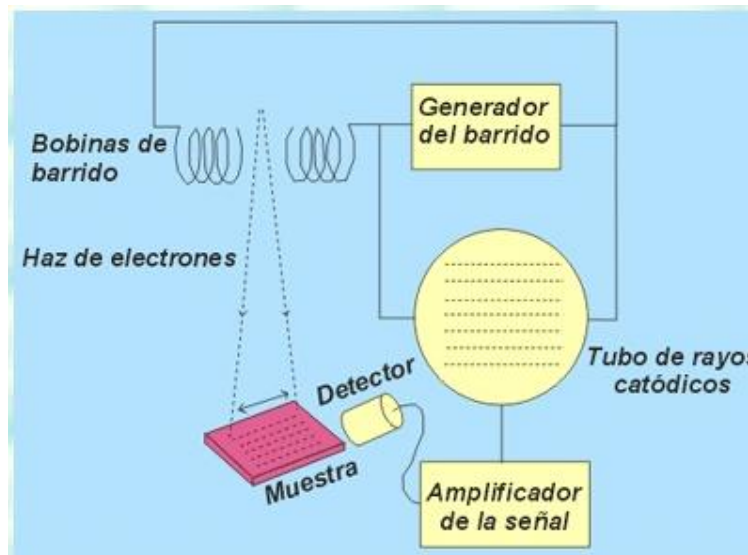 Generador
del barrido
Bobinas de
barrido
Haz de electrones
Tubo de rayos
catódicos
Detector
Muestra
Amplificador
de la señal